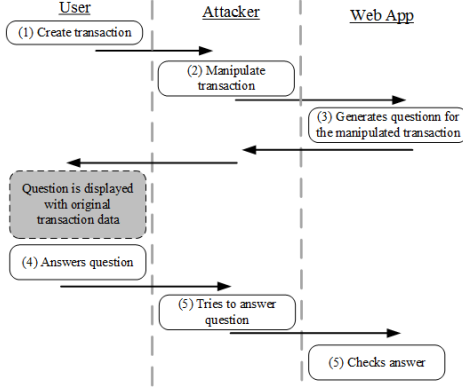 User
Attacker
Web App
(1) Create transaction
(2) Manipulate
transaction
(3) Generates questionn for
the manipulated transaction
Question is displayed
with original
transaction data
(4) Answers question
(5) Tries to answer
question
(5) Checks answer